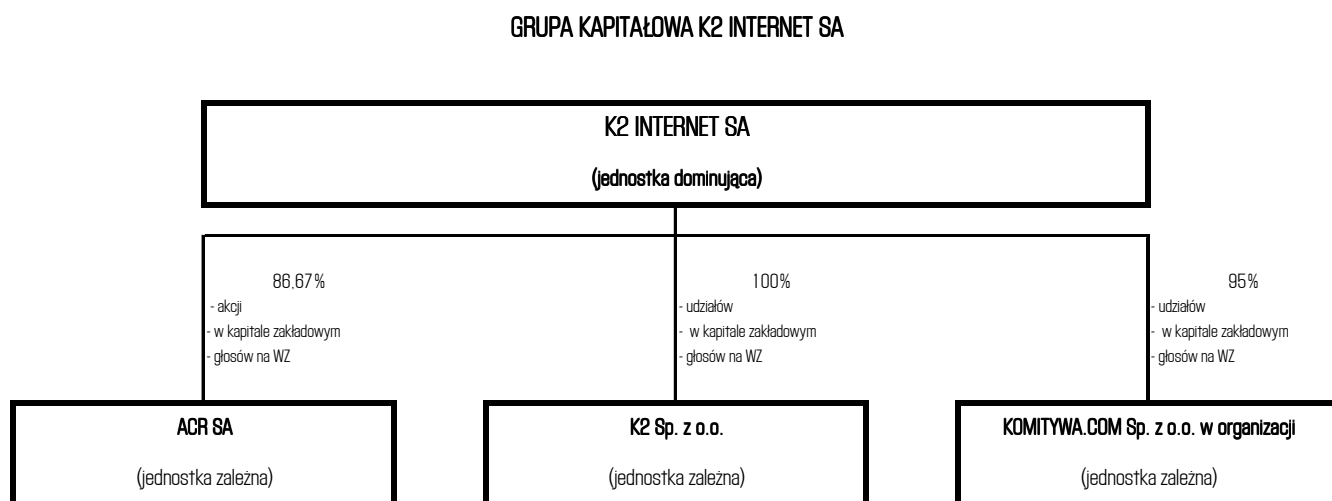 GRUPA KAPITAŁOWA K2 INTERNET SA
K2 INTERNET SA
(jednostka dominująca)
86,67%
- akcji
- w kapitale zakładowym
- głosów na WZ
100%
- udziałów
- w kapitale zakładowym
- głosów na WZ
95%
- udziałów
- w kapitale zakładowym
- głosów na WZ
ACR SA
(jednostka zależna)
K2 Sp. z o.o.
(jednostka zależna)
KOMITYWA.COM Sp. z o.o. w organizacji
(jednostka zależna)